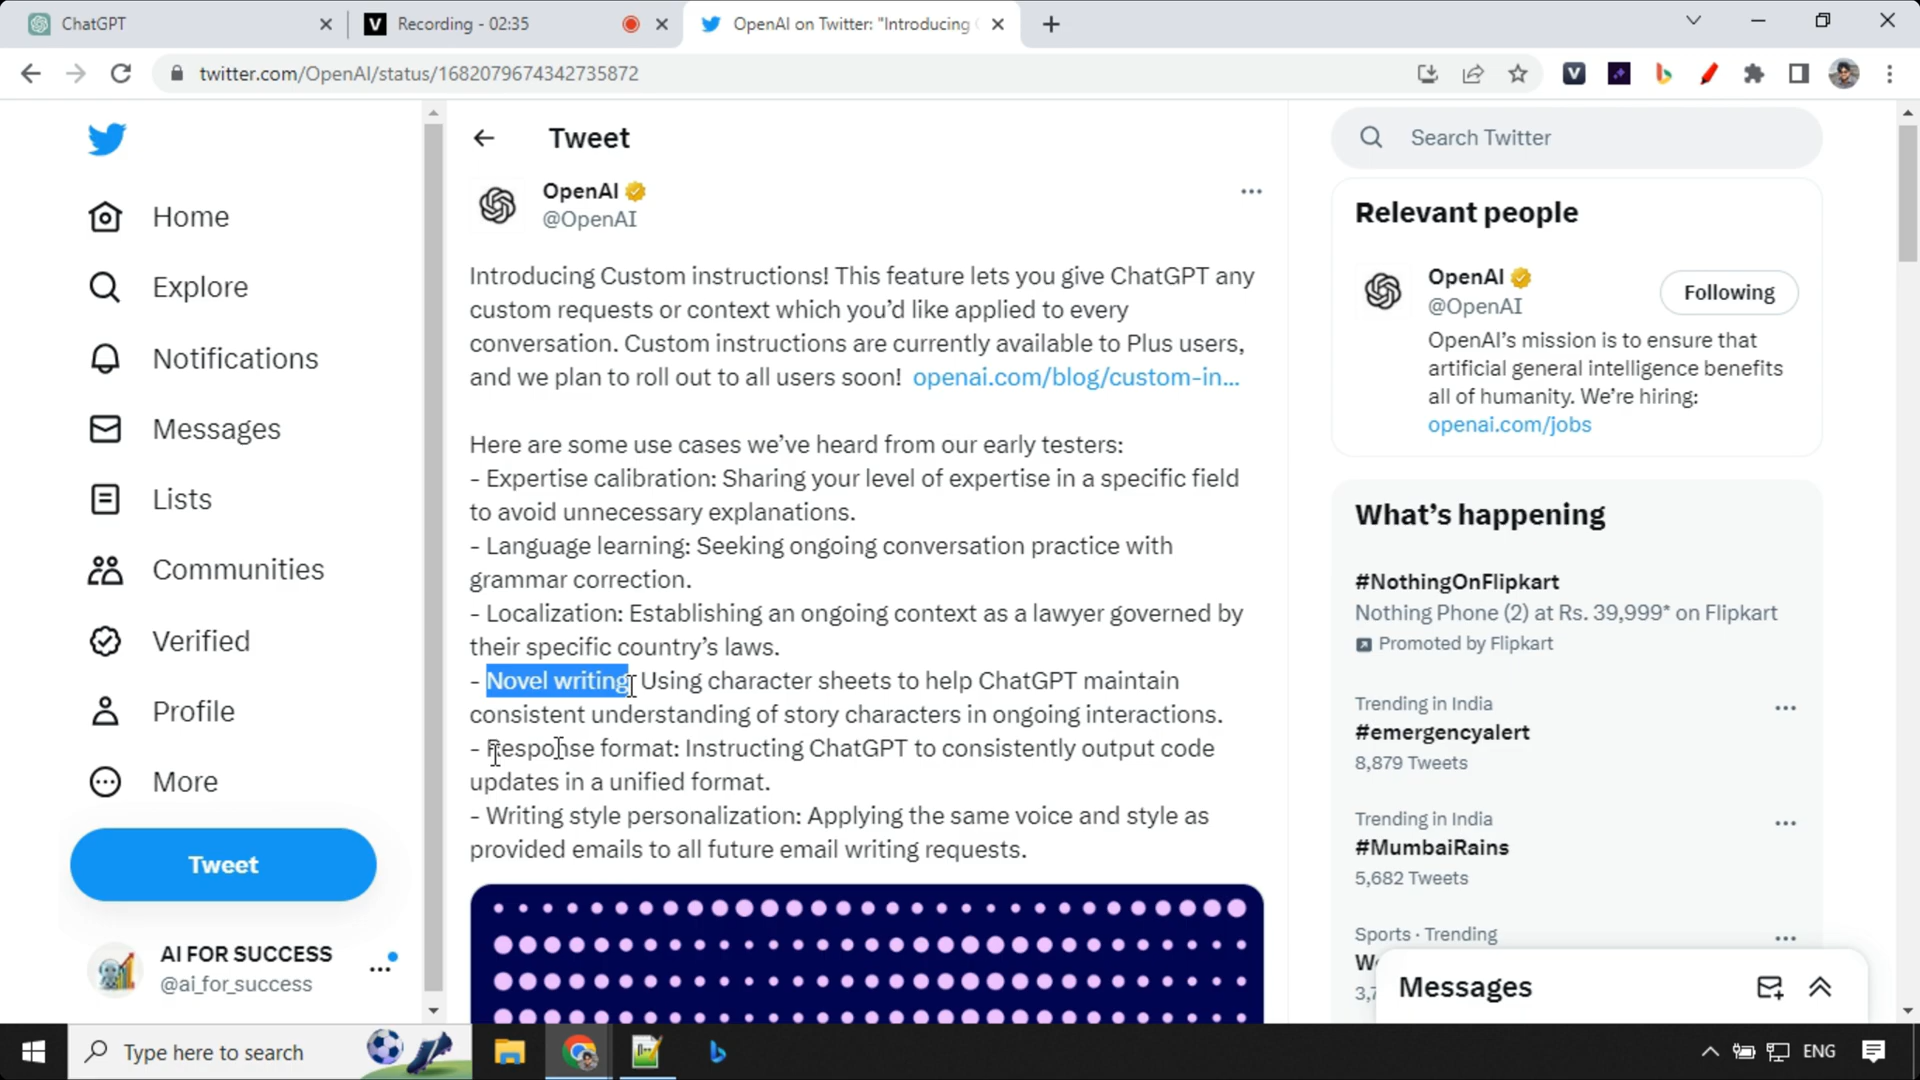 ChatGPT
Recording - 02:35
OpenAI on Twitter: "Introducing
twitter.com/OpenAI/status/1682079674342735872
Home
Explore
Notifications
Messages
Lists
Communities
Verified
Profile
More
Tweet
AI FOR SUCCESS
@ai_for_success
Tweet
OpenAI
@OpenAI
Introducing Custom instructions! This feature lets you give ChatGPT any
custom requests or context which you’d like applied to every
conversation. Custom instructions are currently available to Plus users,
and we plan to roll out to all users soon! openai.com/blog/custom-in...
Here are some use cases we’ve heard from our early testers:
- Expertise calibration: Sharing your level of expertise in a specific field
to avoid unnecessary explanations.
- Language learning: Seeking ongoing conversation practice with
grammar correction.
- Localization: Establishing an ongoing context as a lawyer governed by
their specific country’s laws.
- Novel writing: Using character sheets to help ChatGPT maintain
consistent understanding of story characters in ongoing interactions.
- Response format: Instructing ChatGPT to consistently output code
updates in a unified format.
- Writing style personalization: Applying the same voice and style as
provided emails to all future email writing requests.
Search Twitter
Relevant people
OpenAI
@OpenAI
Following
OpenAI’s mission is to ensure that
artificial general intelligence benefits
all of humanity. We’re hiring:
openai.com/jobs
What’s happening
#NothingOnFlipkart
Nothing Phone (2) at Rs. 39,999* on Flipkart
Promoted by Flipkart
Trending in India
#emergencyalert
8,879 Tweets
Trending in India
#MumbaiRains
5,682 Tweets
Sports · Trending
Messages
Type here to search
ENG